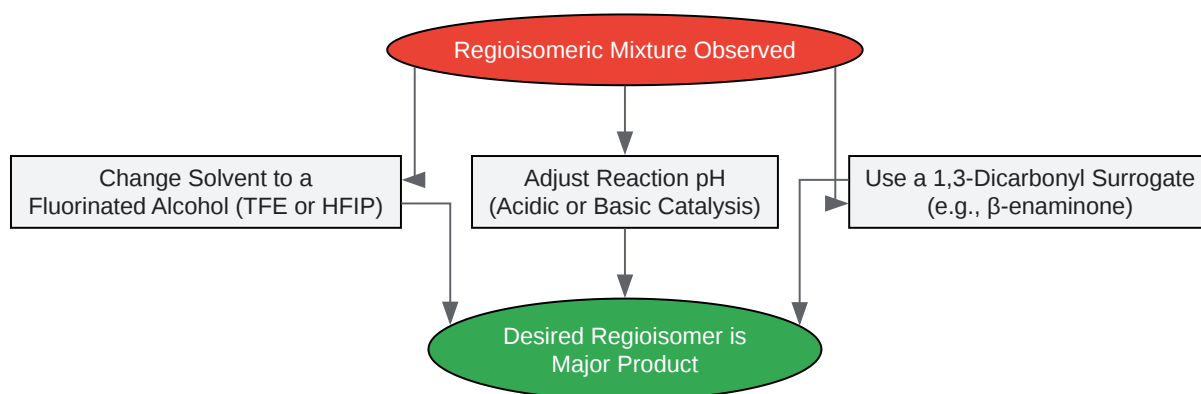 Regioisomeric Mixture Observed
Change Solvent to a
Fluorinated Alcohol (TFE or HFIP)
Adjust Reaction pH
(Acidic or Basic Catalysis)
Use a 1,3-Dicarbonyl Surrogate
(e.g., β-enaminone)
Desired Regioisomer is
Major Product